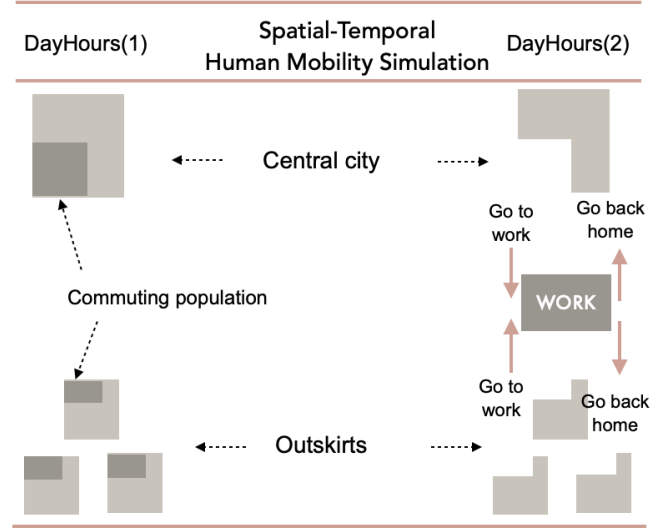 DayHours(1)
Spatial-Temporal
Human Mobility Simulation
DayHours(2)
Central city
Go to
work
Go back
home
Commuting population
WORK
Go to
work
Go back
home
Outskirts